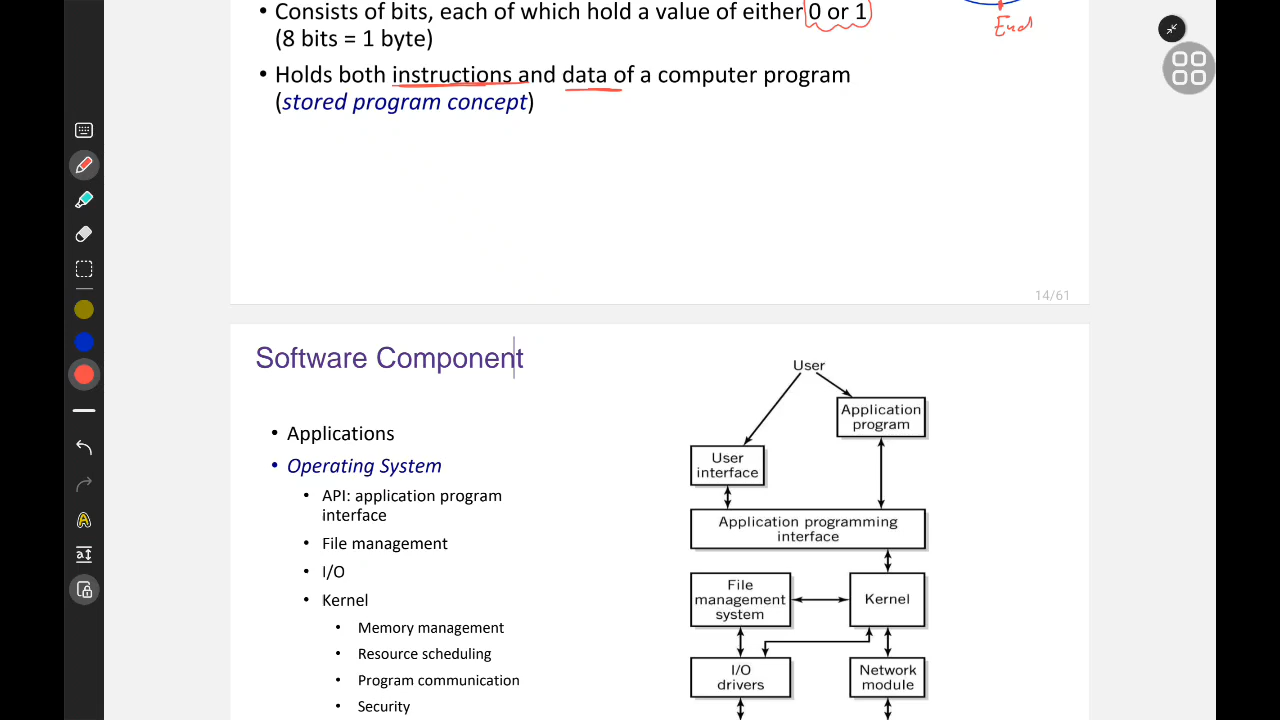 • Consists of bits, each of which hold a value of either 0 or 1
End
(8 bits = 1 byte)
• Holds both instructions and data of a computer program
(stored program concept)
14/61
Software Component
• Applications
• Operating System
• API: application program
interface
• File management
• I/O
• Kernel
• Memory management
• Resource scheduling
• Program communication
• Security
User
Application
program
User
interface
Application programming
interface
File
management
system
Kernel
I/O
drivers
Network
module
A
aI